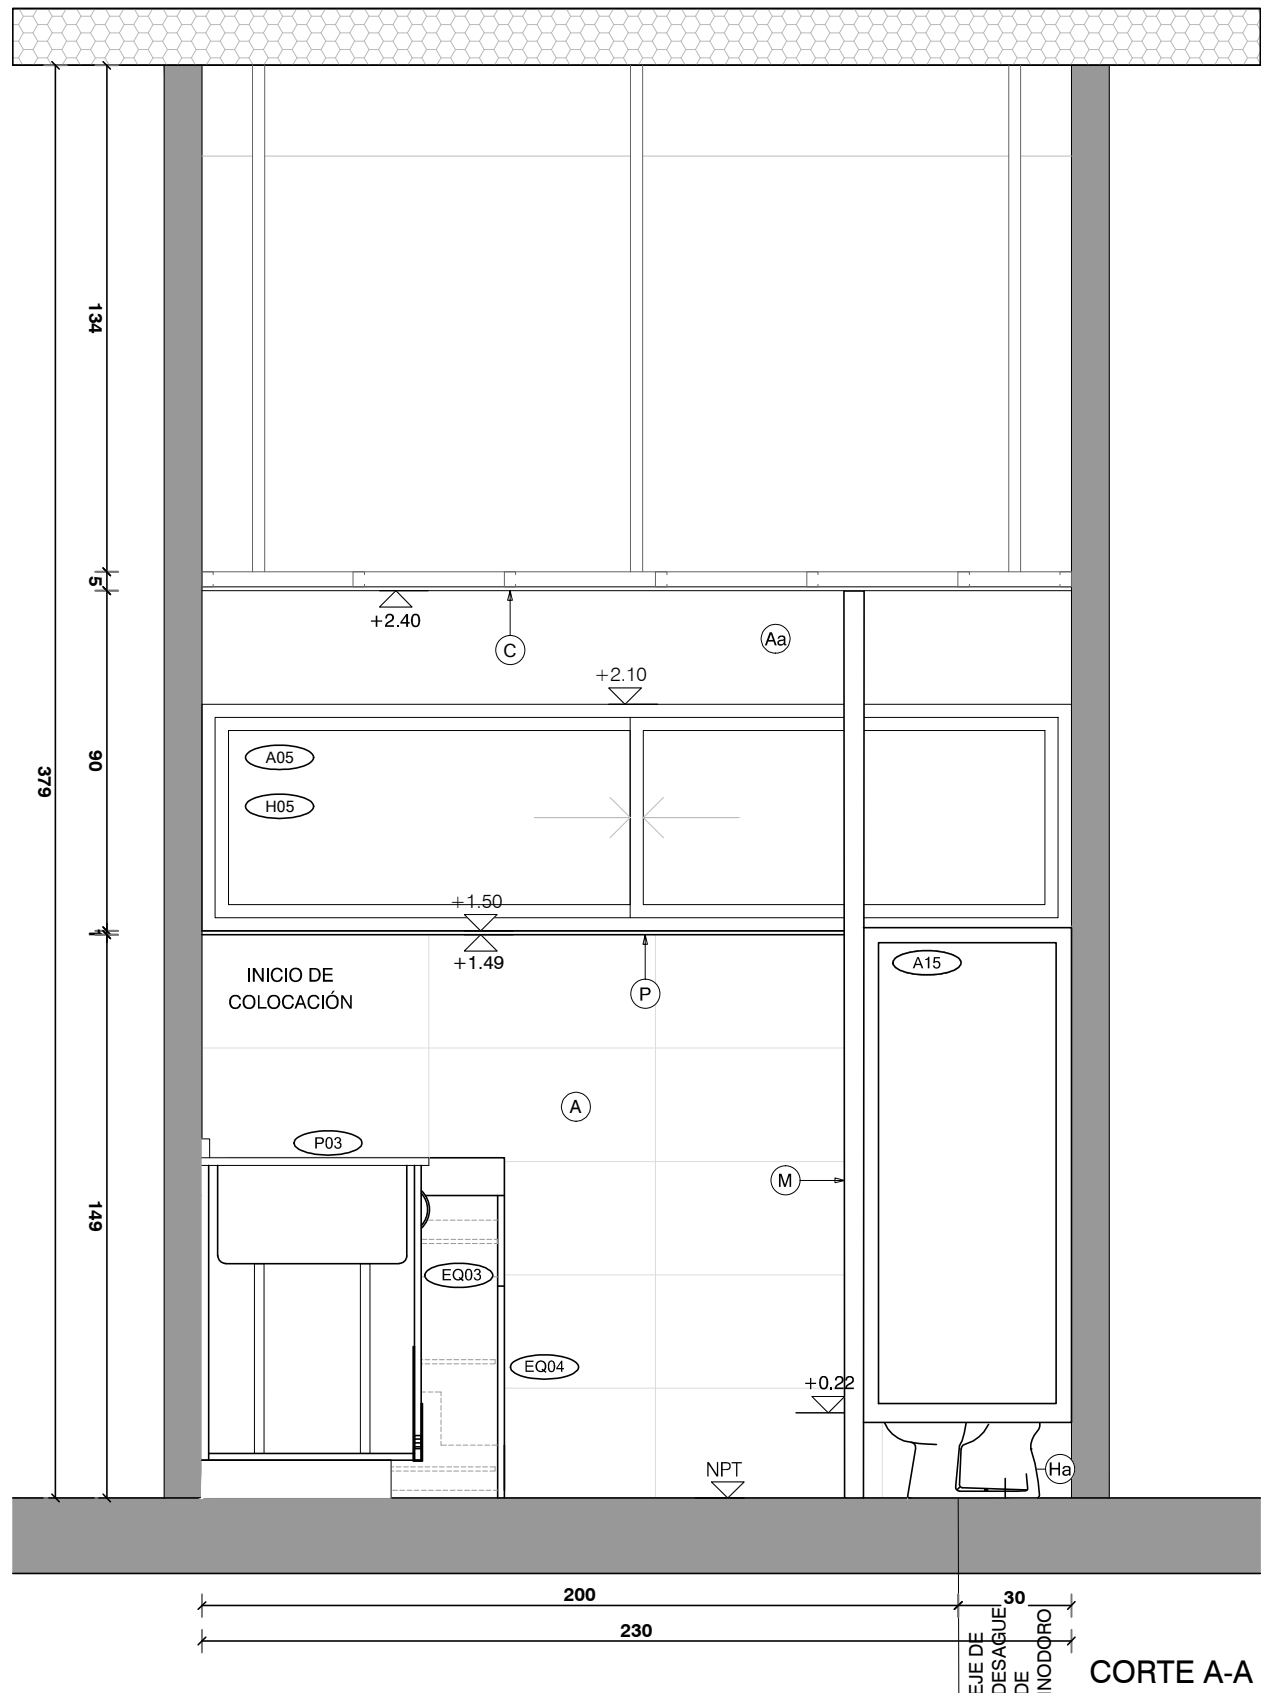 134
5
+2.40
C
Aa
+2.10
A05
90
379
H05
+1.50
1
+1.49
A15
INICIO DE
COLOCACIÓN
P
A
P03
M
149
EQ03
EQ04
+0.22
NPT
Ha
200
30
230
EJE DE
DESAGUE
DE
INODORO
CORTE A-A